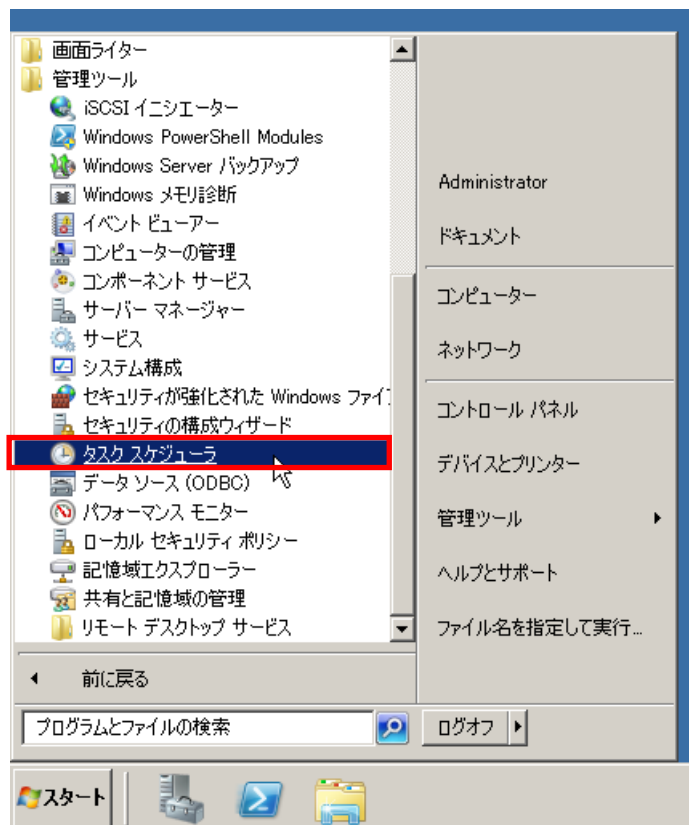 画面ライター
管理ツール
iSCSI イニシエーター
Windows PowerShell Modules
Windows Server バックアップ
Windows メモリ診断
イベント ビューアー
コンピューターの管理
コンポーネント サービス
サーバー マネージャー
サービス
システム構成
セキュリティが強化された Windows ファイ
セキュリティの構成ウィザード
タスク スケジューラ
データ ソース (ODBC)
パフォーマンス モニター
ローカル セキュリティ ポリシー
記憶域エクスプローラー
共有と記憶域の管理
リモート デスクトップ サービス
前に戻る
プログラムとファイルの検索
Administrator
ドキュメント
コンピューター
ネットワーク
コントロール パネル
デバイスとプリンター
管理ツール
ヘルプとサポート
ファイル名を指定して実行...
ログオフ
スタート